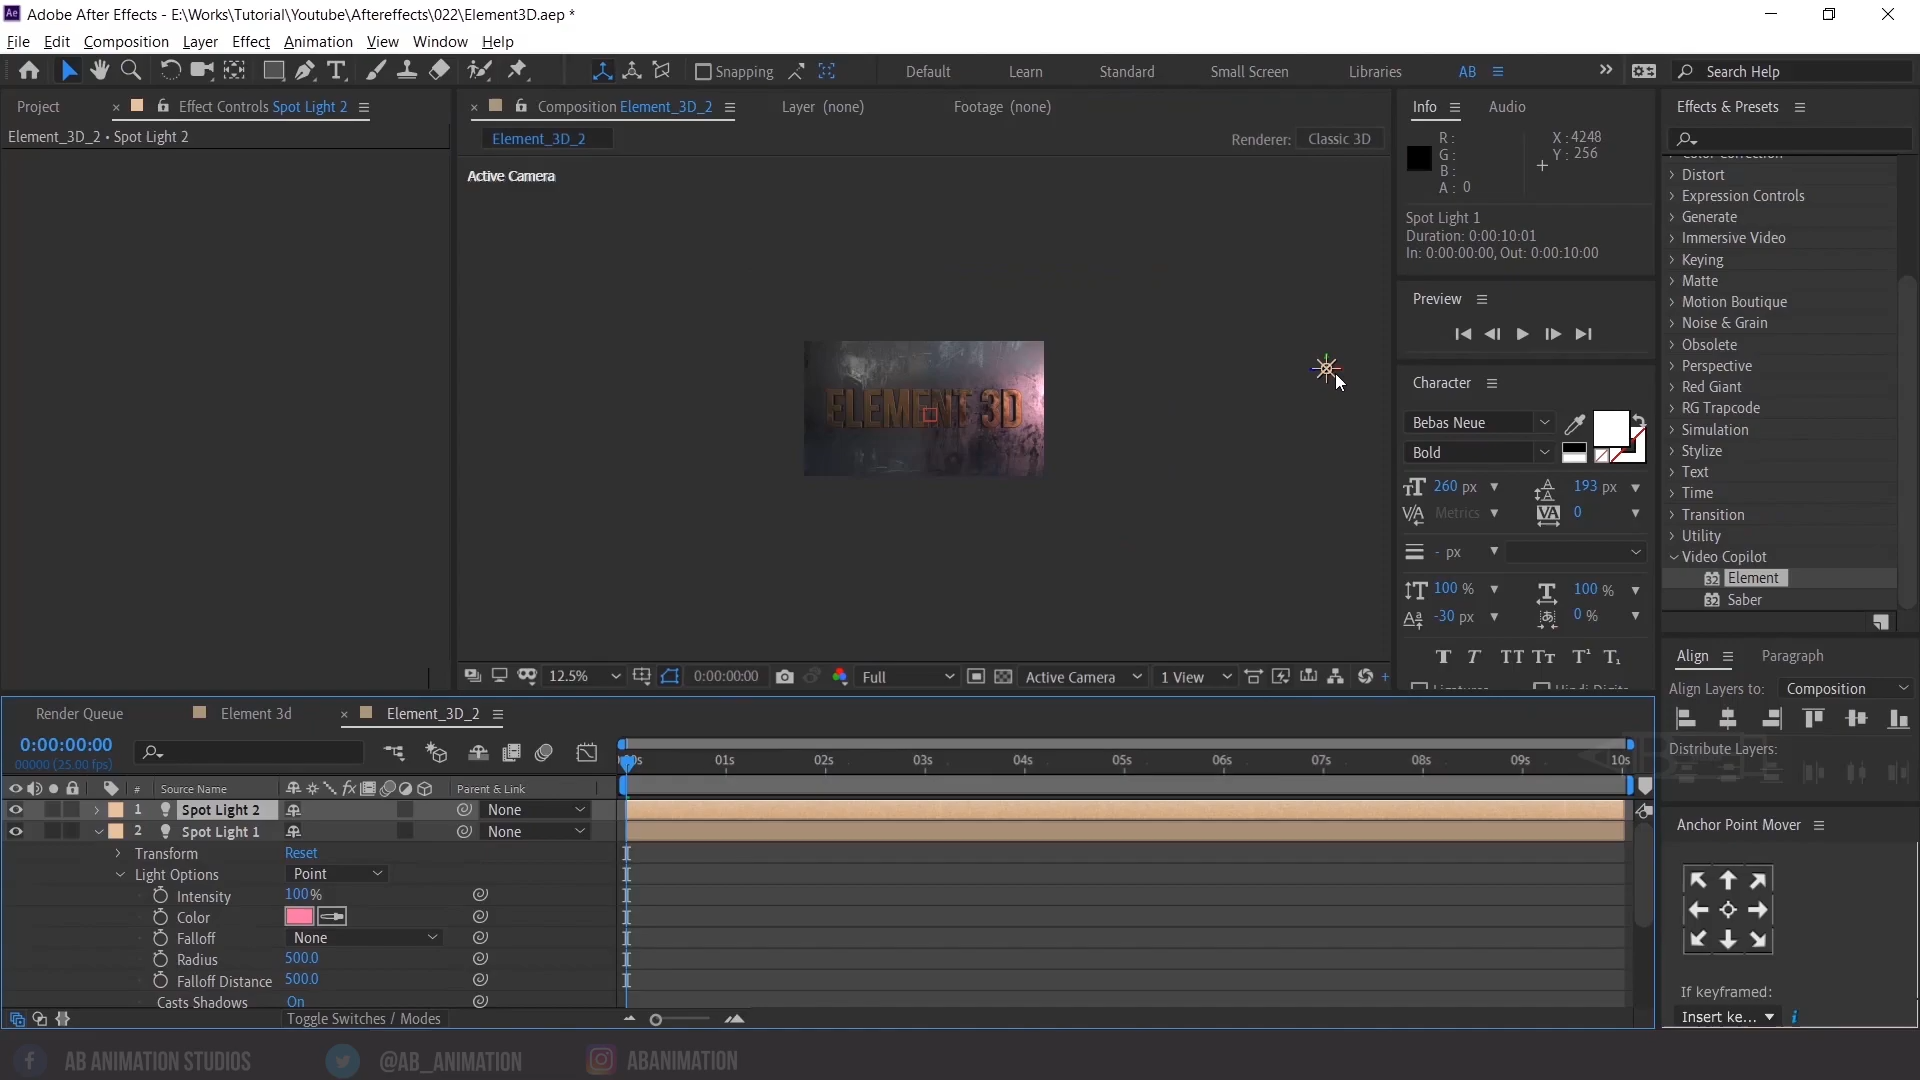 Adobe After Effects - E:\Works\Tutorial\Youtube\Aftereffects\022\Element3D.aep *
File Edit Composition Layer Effect Animation View Window Help
Snapping Default Learn Standard Small Screen Libraries AB Search Help
Project Effect Controls Spot Light 2 Composition Element_3D_2 Layer (none) Footage (none) Info Audio Effects & Presets
Element_3D_2 • Spot Light 2
Element_3D_2 Renderer: Classic 3D
Active Camera
R :
G :
B :
A : 0
X : 4248
Y : 256
Spot Light 1
Duration: 0:00:10:01
In: 0:00:00:00, Out: 0:00:10:00
Preview
Character
Bebas Neue
Bold
260 px 193 px
Metrics 0
- px
100 % 100 %
-30 px 0 %
Color Correction
Distort
Expression Controls
Generate
Immersive Video
Keying
Matte
Motion Boutique
Noise & Grain
Obsolete
Perspective
Red Giant
RG Trapcode
Simulation
Stylize
Text
Time
Transition
Utility
Video Copilot
Element
Saber
ELEMENT 3D
12.5% 0:00:00:00 Full Active Camera 1 View
Ligatures Hindi Digits
Align Paragraph
Align Layers to: Composition
Distribute Layers:
Anchor Point Mover
If keyframed:
Insert ke...
Render Queue Element 3d Element_3D_2
0:00:00:00
00000 (25.00 fps)
01s 02s 03s 04s 05s 06s 07s 08s 09s 10s
# Source Name Parent & Link
1 Spot Light 2 None
2 Spot Light 1 None
Transform Reset
Light Options Point
Intensity 100%
Color
Falloff None
Radius 500.0
Falloff Distance 500.0
Casts Shadows On
Toggle Switches / Modes
AB ANIMATION STUDIOS @AB_ANIMATION ABANIMATION